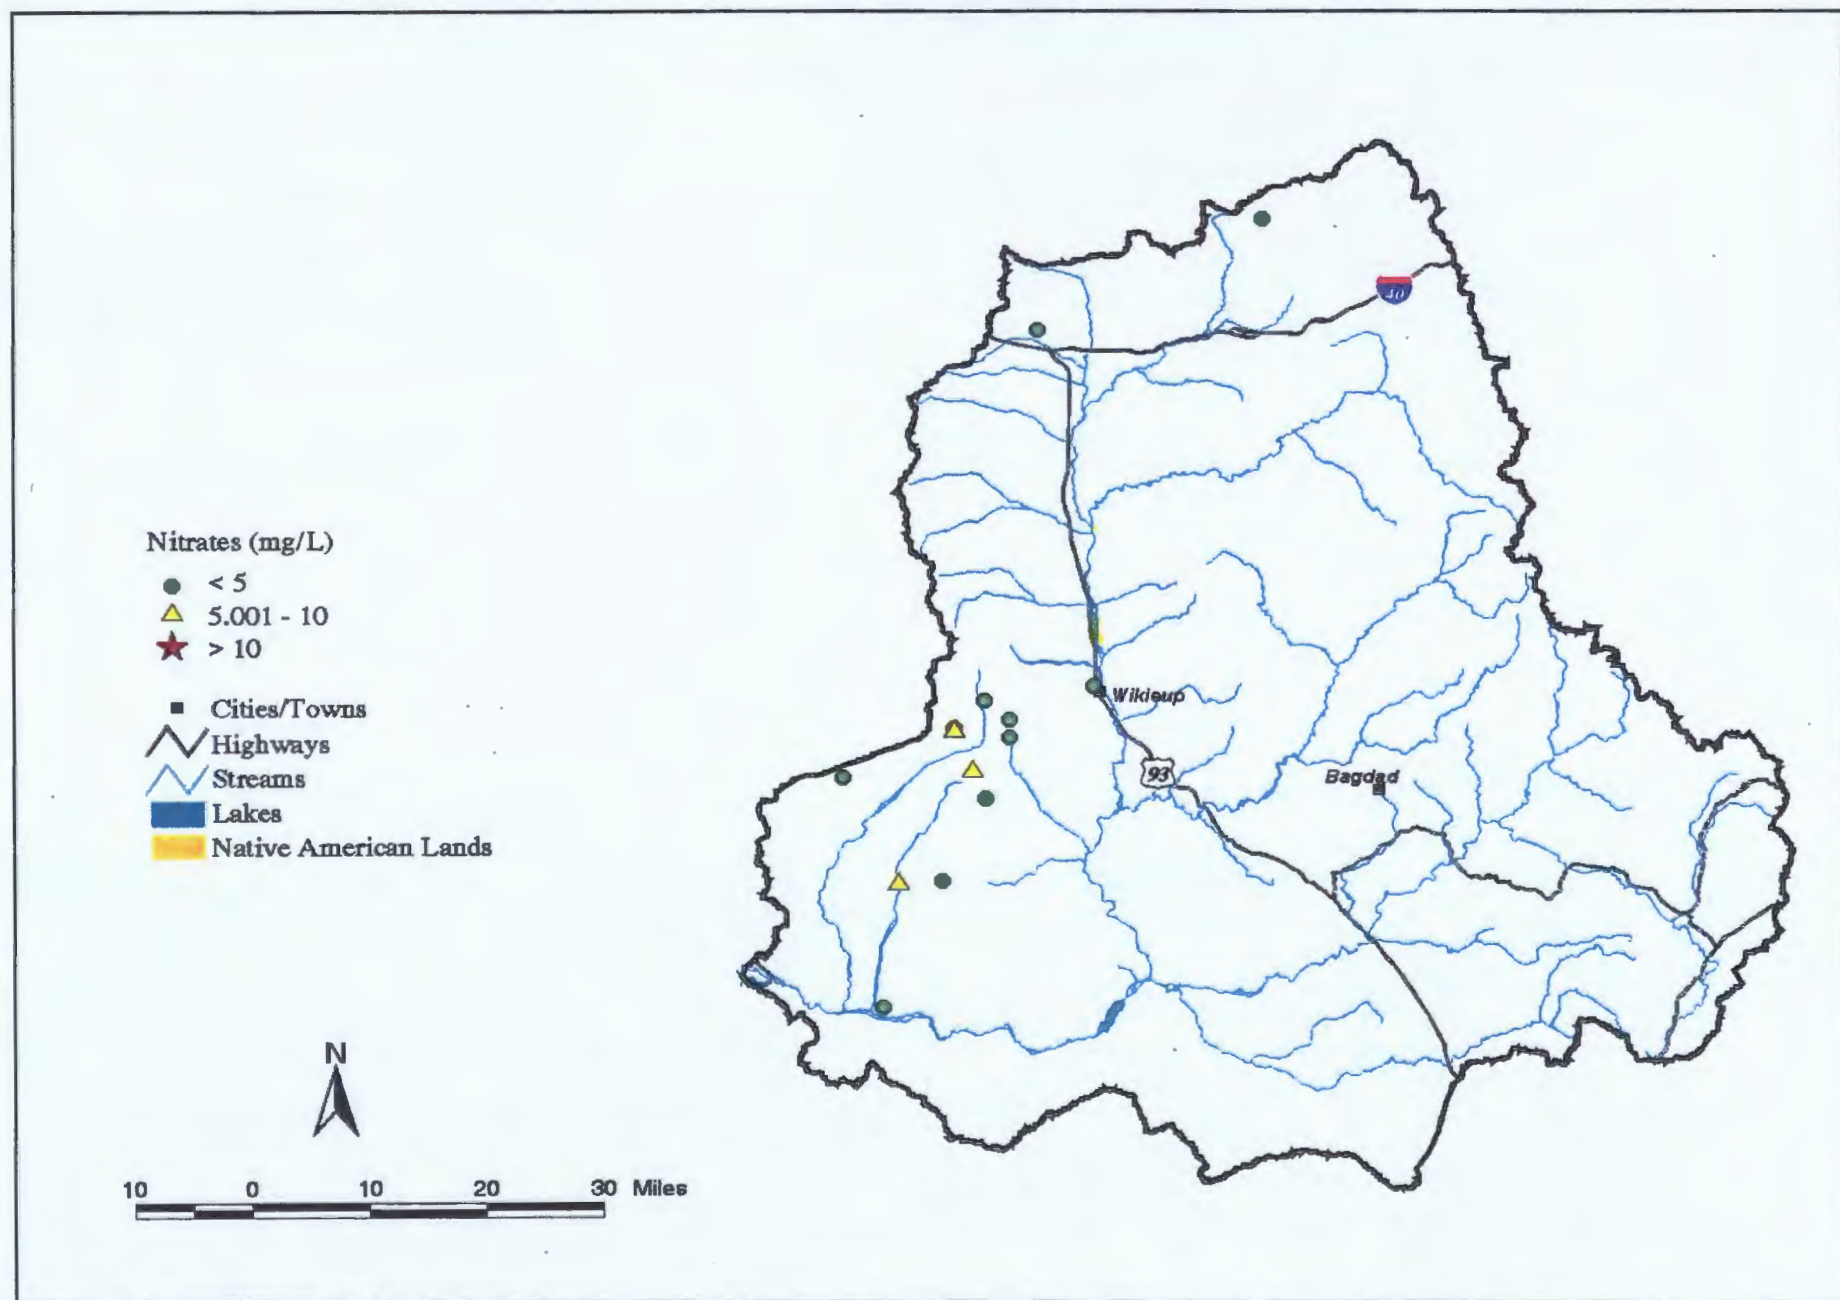 40
Nitrates (mg/L)
< 5
5.001 - 10
> 10
Wikieup
Cities/Towns
Highways
93
Bagdad
Streams
Lakes
Native American Lands
N
10 0 10 20 30 Miles